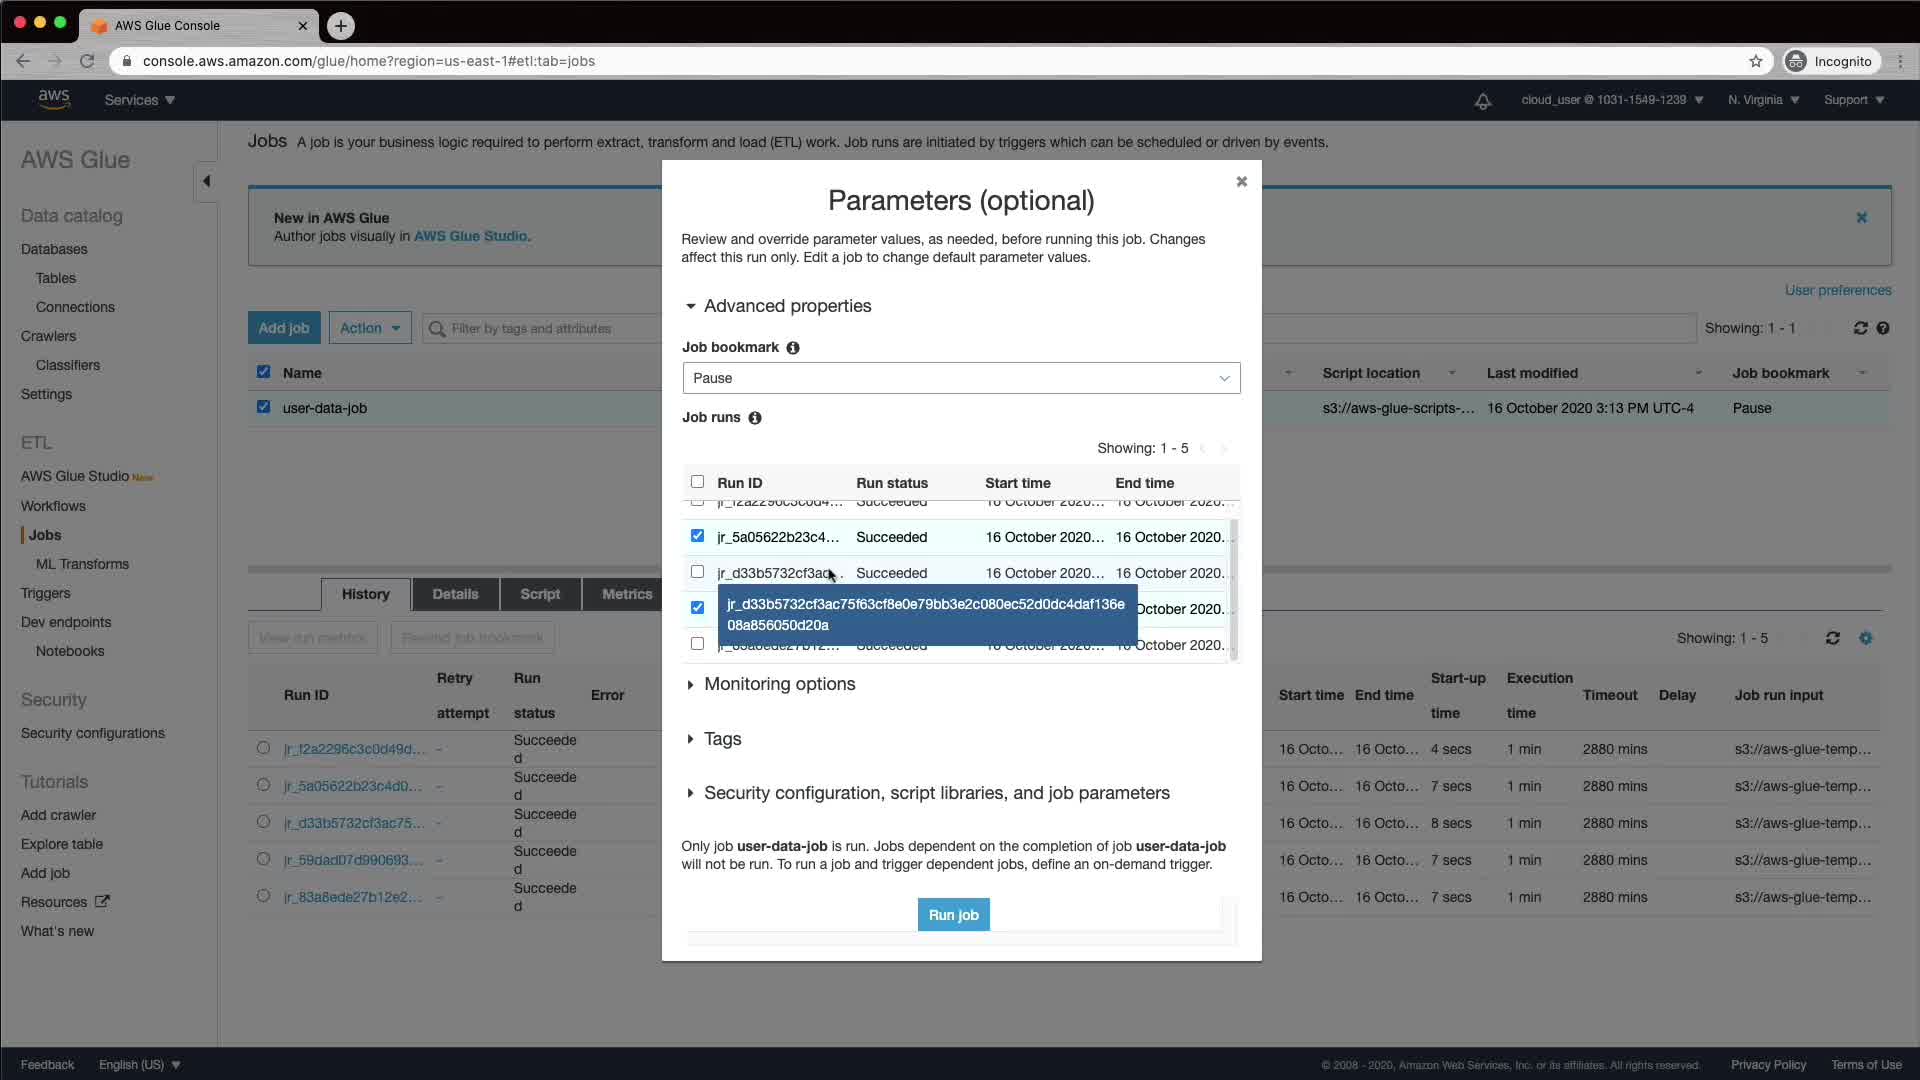 AWS Glue Console
console.aws.amazon.com/glue/home?region=us-east-1#etl:tab=jobs
Incognito
aws
Services
cloud_user @ 1031-1549-1239
N. Virginia
Support
AWS Glue
Data catalog
Databases
Tables
Connections
Crawlers
Classifiers
Settings
ETL
AWS Glue Studio New
Workflows
Jobs
ML Transforms
Triggers
Dev endpoints
Notebooks
Security
Security configurations
Tutorials
Add crawler
Explore table
Add job
Resources
What's new
Jobs A job is your business logic required to perform extract, transform and load (ETL) work. Job runs are initiated by triggers which can be scheduled or driven by events.
New in AWS Glue
Author jobs visually in AWS Glue Studio.
User preferences
Add job
Action
Filter by tags and attributes
Showing: 1 - 1
Name
Script location
Last modified
Job bookmark
user-data-job
s3://aws-glue-scripts-...
16 October 2020 3:13 PM UTC-4
Pause
History
Details
Script
Metrics
View run metrics
Rewind job bookmark
Showing: 1 - 5
Run ID
Retry attempt
Run status
Error
Start time
End time
Start-up time
Execution time
Timeout
Delay
Job run input
jr_f2a2296c3c0d49d... - Succeeded 16 Octo... 16 Octo... 4 secs 1 min 2880 mins s3://aws-glue-temp...
jr_5a05622b23c4d0... - Succeeded 16 Octo... 16 Octo... 7 secs 1 min 2880 mins s3://aws-glue-temp...
jr_d33b5732cf3ac75... - Succeeded 16 Octo... 16 Octo... 8 secs 1 min 2880 mins s3://aws-glue-temp...
jr_59dad07d990693... - Succeeded 16 Octo... 16 Octo... 7 secs 1 min 2880 mins s3://aws-glue-temp...
jr_83a8ede27b12e2... - Succeeded 16 Octo... 16 Octo... 7 secs 1 min 2880 mins s3://aws-glue-temp...
Parameters (optional)
Review and override parameter values, as needed, before running this job. Changes
affect this run only. Edit a job to change default parameter values.
Advanced properties
Job bookmark
Pause
Job runs
Showing: 1 - 5
Run ID Run status Start time End time
jr_f2a2296c3c0d4... Succeeded 16 October 2020... 16 October 2020...
jr_5a05622b23c4... Succeeded 16 October 2020... 16 October 2020...
jr_d33b5732cf3ac... Succeeded 16 October 2020... 16 October 2020...
jr_d33b5732cf3ac75f63cf8e0e79bb3e2c080ec52d0dc4daf136e
08a856050d20a
October 2020...
jr_83a8ede27b12... Succeeded 16 October 2020... 16 October 2020...
Monitoring options
Tags
Security configuration, script libraries, and job parameters
Only job user-data-job is run. Jobs dependent on the completion of job user-data-job
will not be run. To run a job and trigger dependent jobs, define an on-demand trigger.
Run job
Feedback
English (US)
© 2008 - 2020, Amazon Web Services, Inc. or its affiliates. All rights reserved.
Privacy Policy
Terms of Use